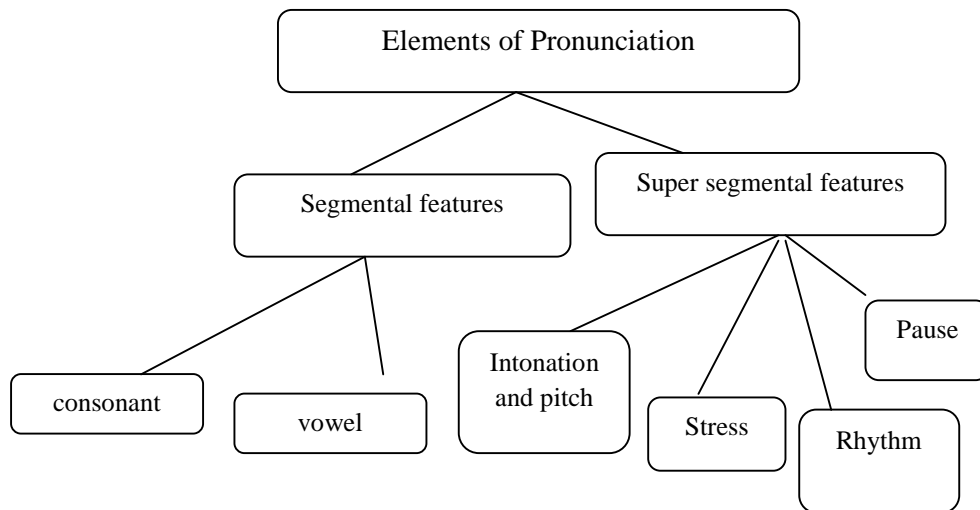 Elements of Pronunciation
Segmental features
Super segmental features
consonant
vowel
Intonation
and pitch
Stress
Rhythm
Pause